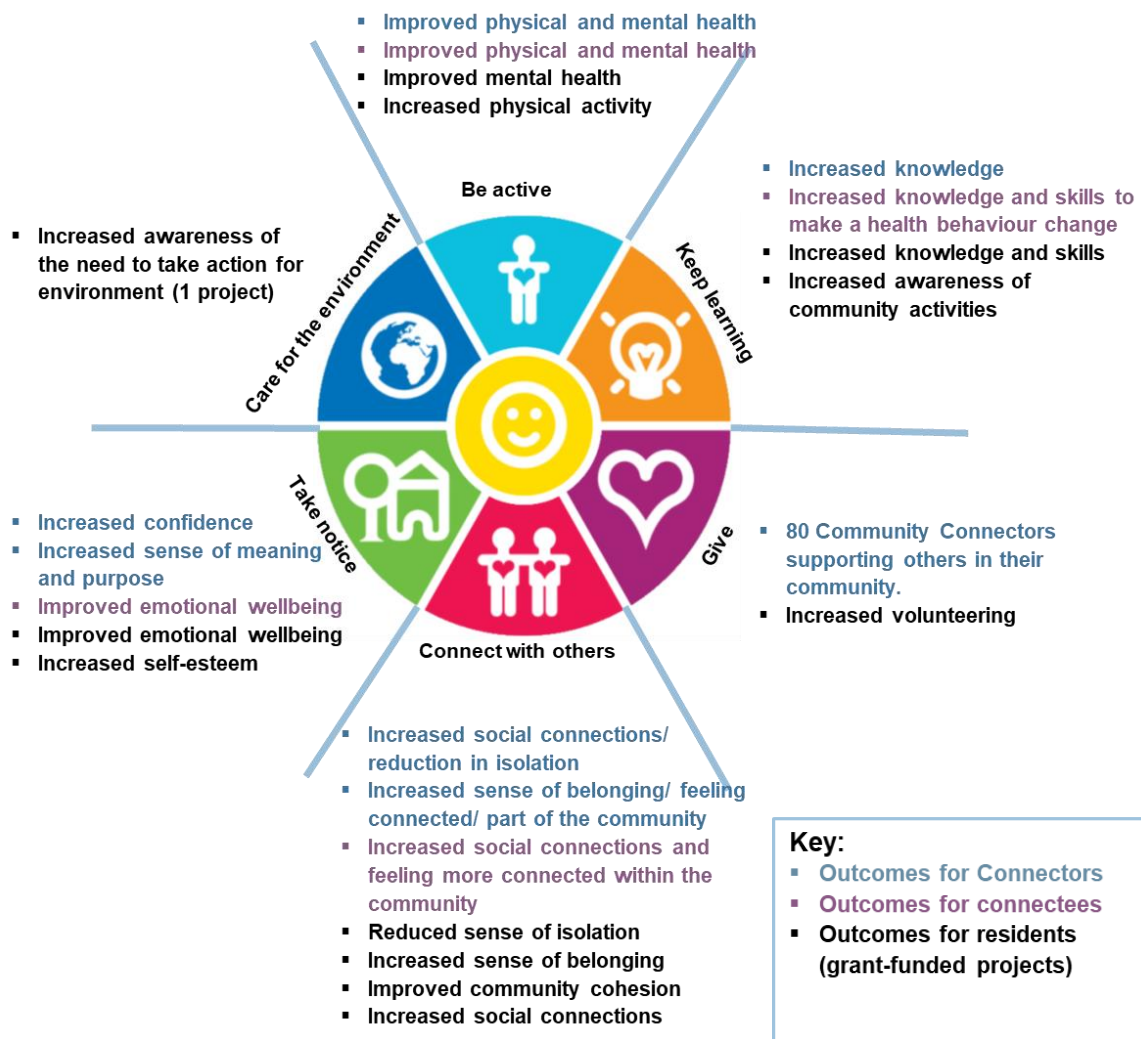 ▪ Improved physical and mental health
▪ Improved physical and mental health
▪ Improved mental health
▪ Increased physical activity
Be active
▪ Increased knowledge
▪ Increased knowledge and skills to
make a health behaviour change
▪ Increased knowledge and skills
▪ Increased awareness of
community activities
Keep learning
▪ Increased awareness of
the need to take action for
environment (1 project)
Care for the environment
▪ Increased confidence
▪ Increased sense of meaning
and purpose
▪ Improved emotional wellbeing
▪ Improved emotional wellbeing
▪ Increased self-esteem
Take notice
Give
▪ 80 Community Connectors
supporting others in their
community.
▪ Increased volunteering
Connect with others
▪ Increased social connections/
reduction in isolation
▪ Increased sense of belonging/ feeling
connected/ part of the community
▪ Increased social connections and
feeling more connected within the
community
▪ Reduced sense of isolation
▪ Increased sense of belonging
▪ Improved community cohesion
▪ Increased social connections
Key:
▪ Outcomes for Connectors
▪ Outcomes for connectees
▪ Outcomes for residents
(grant-funded projects)